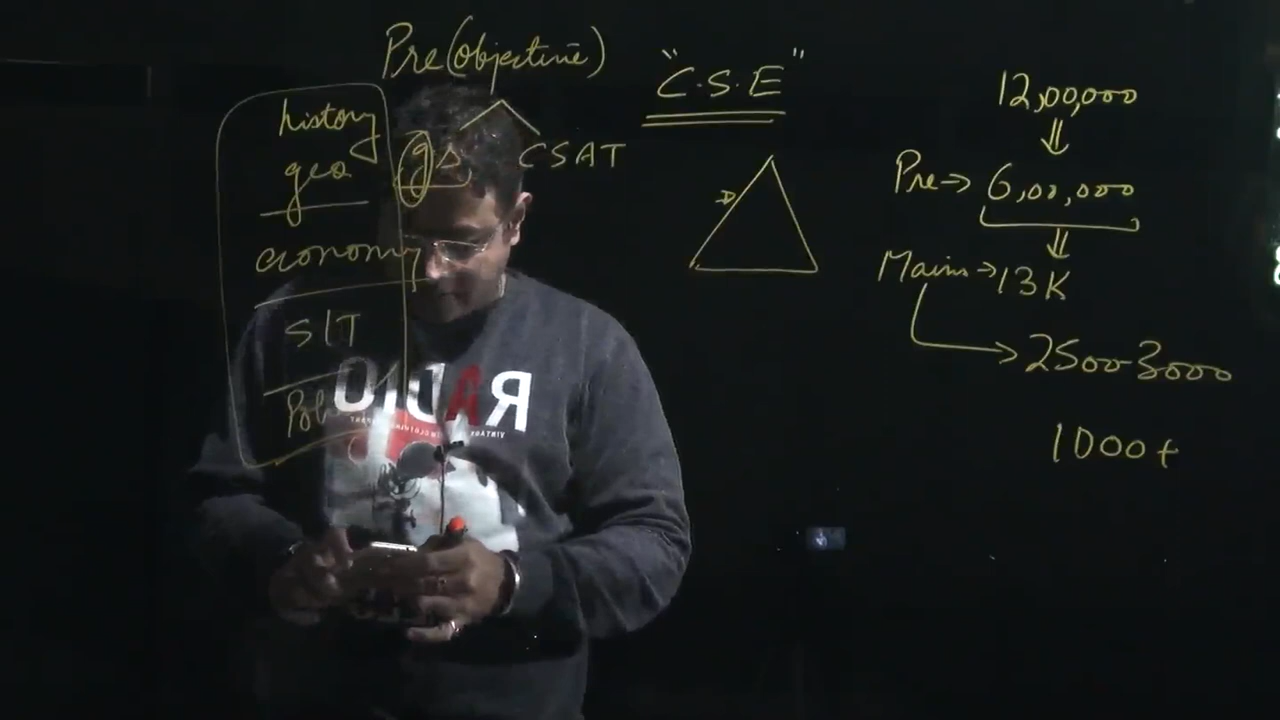 Pre(objective)
"C.S.E"
history
geo
economy
S/T
gs
CSAT
12,00,000
Pre→ 6,00,000
Mains→13K
2500-3000
1000+
RADIO
VINTAGE